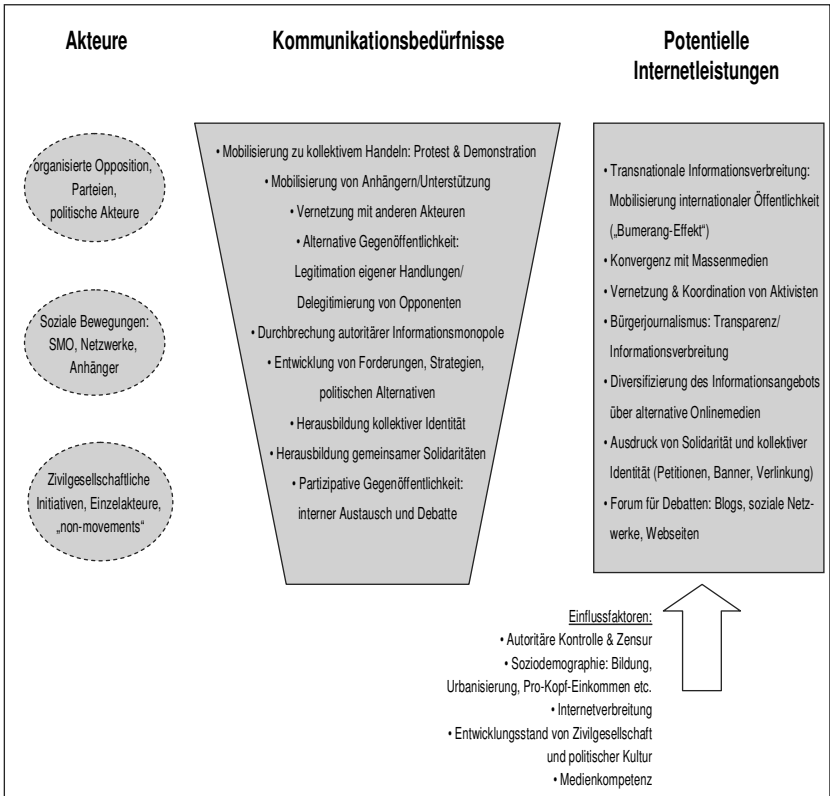 Akteure
Kommunikationsbedürfnisse
Potentielle
Internetleistungen
organisierte Opposition,
Parteien,
politische Akteure
Soziale Bewegungen:
SMO, Netzwerke,
Anhänger
Zivilgesellschaftliche
Initiativen, Einzelakteure,
„non-movements“
• Mobilisierung zu kollektivem Handeln: Protest & Demonstration
• Mobilisierung von Anhängern/Unterstützung
• Vernetzung mit anderen Akteuren
• Alternative Gegenöffentlichkeit:
Legitimation eigener Handlungen/
Delegitimierung von Opponenten
• Durchbrechung autoritärer Informationsmonopole
• Entwicklung von Forderungen, Strategien,
politischen Alternativen
• Herausbildung kollektiver Identität
• Herausbildung gemeinsamer Solidaritäten
• Partizipative Gegenöffentlichkeit:
interner Austausch und Debatte
• Transnationale Informationsverbreitung:
Mobilisierung internationaler Öffentlichkeit
(„Bumerang-Effekt“)
• Konvergenz mit Massenmedien
• Vernetzung & Koordination von Aktivisten
• Bürgerjournalismus: Transparenz/
Informationsverbreitung
• Diversifizierung des Informationsangebots
über alternative Onlinemedien
• Ausdruck von Solidarität und kollektiver
Identität (Petitionen, Banner, Verlinkung)
• Forum für Debatten: Blogs, soziale Netz-
werke, Webseiten
Einflussfaktoren:
• Autoritäre Kontrolle & Zensur
• Soziodemographie: Bildung,
Urbanisierung, Pro-Kopf-Einkommen etc.
• Internetverbreitung
• Entwicklungsstand von Zivilgesellschaft
und politischer Kultur
• Medienkompetenz